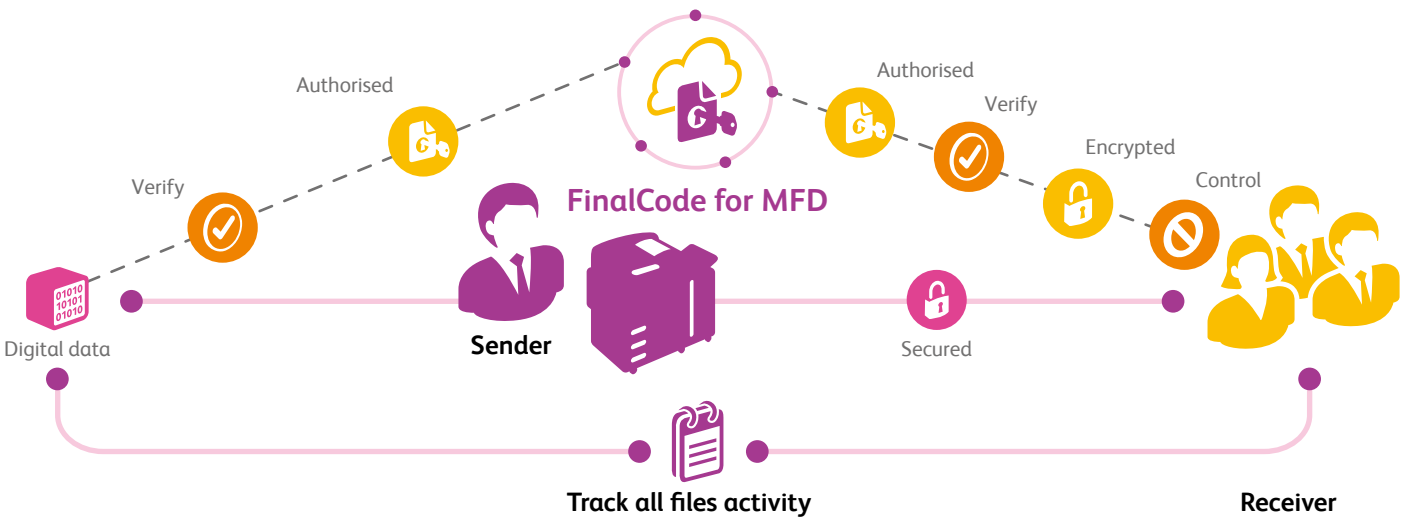 Authorised
Authorised
Verify
Encrypted
Verify
Control
FinalCode for MFD
01010
10101
01010
Digital data
Sender
Secured
Track all files activity
Receiver